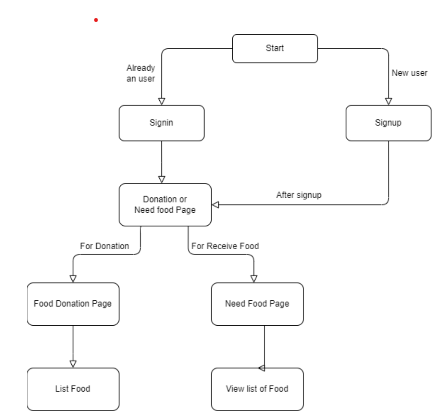 Start
Already
an user
New user
Signin
Signup
Donation or
Need food Page
After signup
For Donation
For Receive Food
Food Donation Page
Need Food Page
List Food
View list of Food